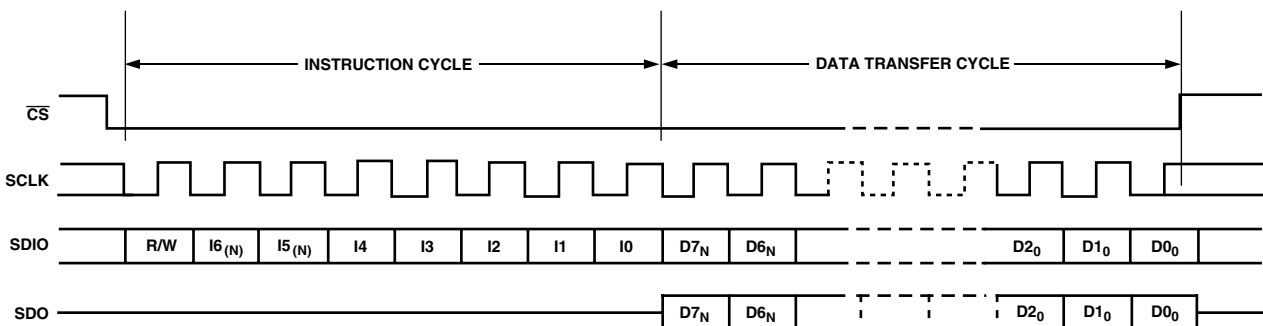 INSTRUCTION CYCLE DATA TRANSFER CYCLE
CS
SCLK
SDIO R/W I6(N) I5(N) I4 I3 I2 I1 I0 D7N D6N D20 D10 D00
SDO D7N D6N D20 D10 D00